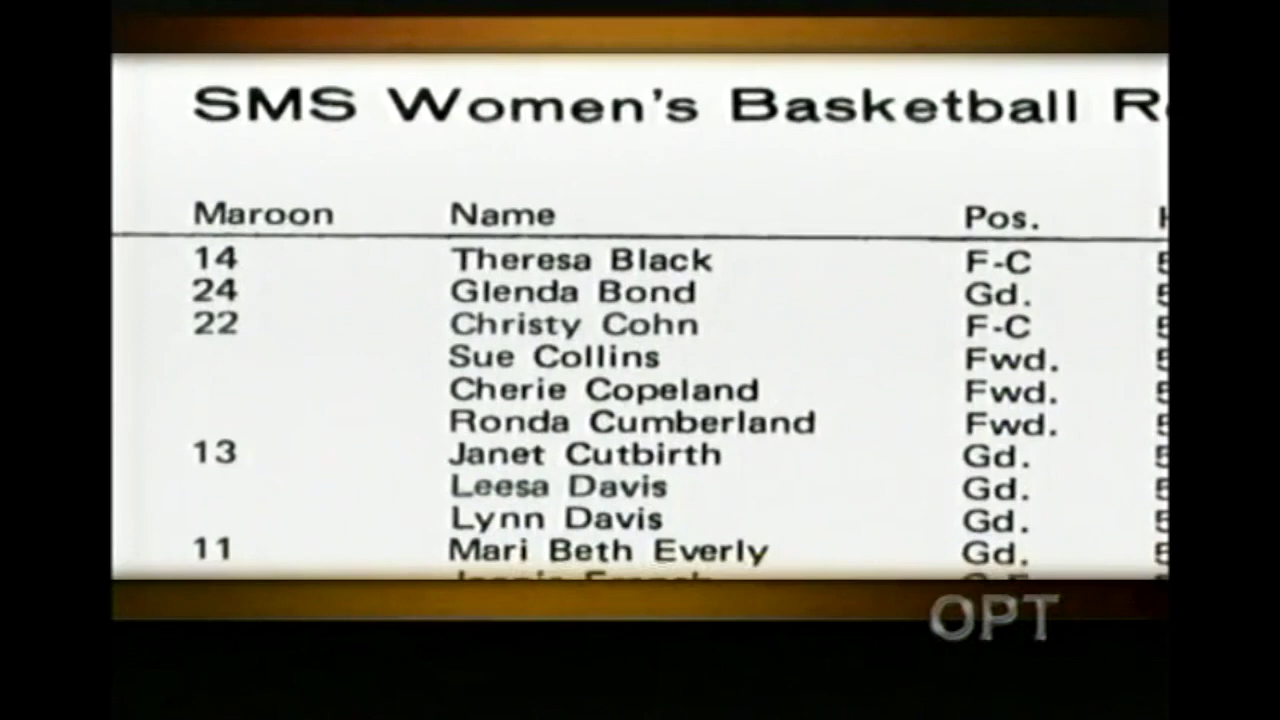 SMS Women's Basketball
Maroon Name Pos.
14 Theresa Black F-C
24 Glenda Bond Gd.
22 Christy Cohn F-C
Sue Collins Fwd.
Cherie Copeland Fwd.
Ronda Cumberland Fwd.
13 Janet Cutbirth Gd.
Leesa Davis Gd.
Lynn Davis Gd.
11 Mari Beth Everly Gd.
OPT